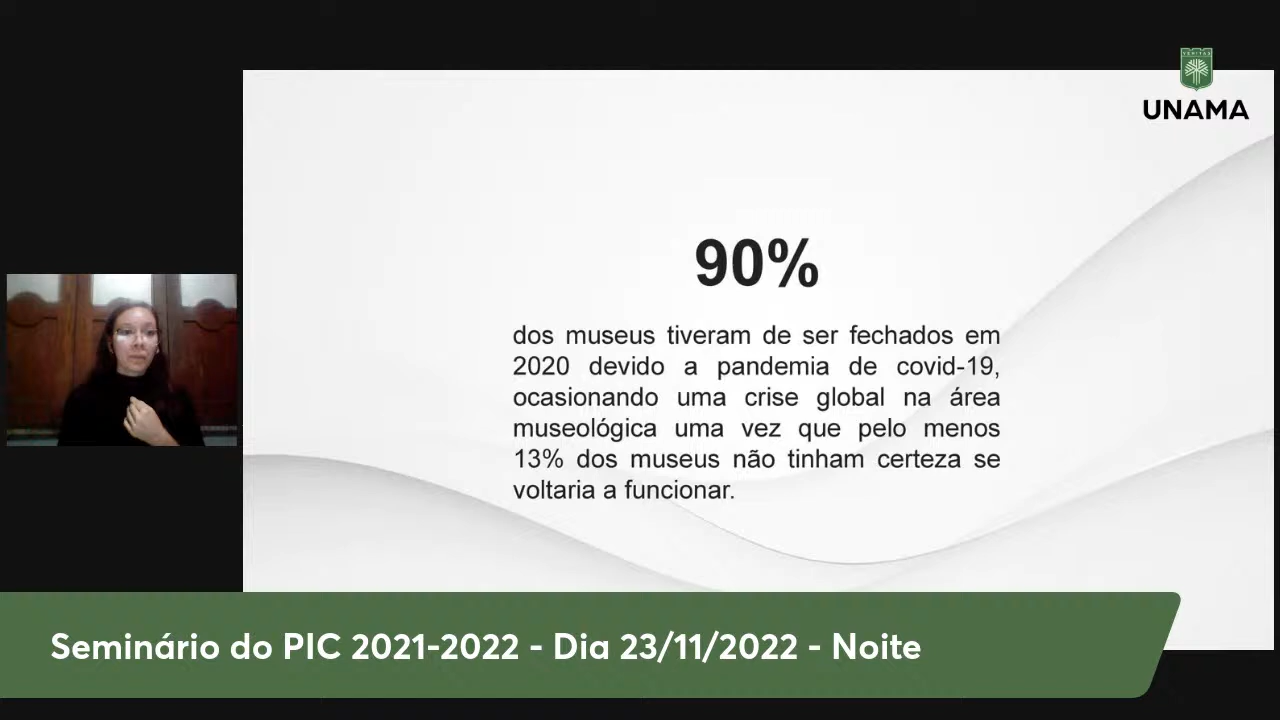 VERITAS
UNAMA
90%
dos museus tiveram de ser fechados em
2020 devido a pandemia de covid-19,
ocasionando uma crise global na área
museológica uma vez que pelo menos
13% dos museus não tinham certeza se
voltaria a funcionar.
Seminário do PIC 2021-2022 - Dia 23/11/2022 - Noite